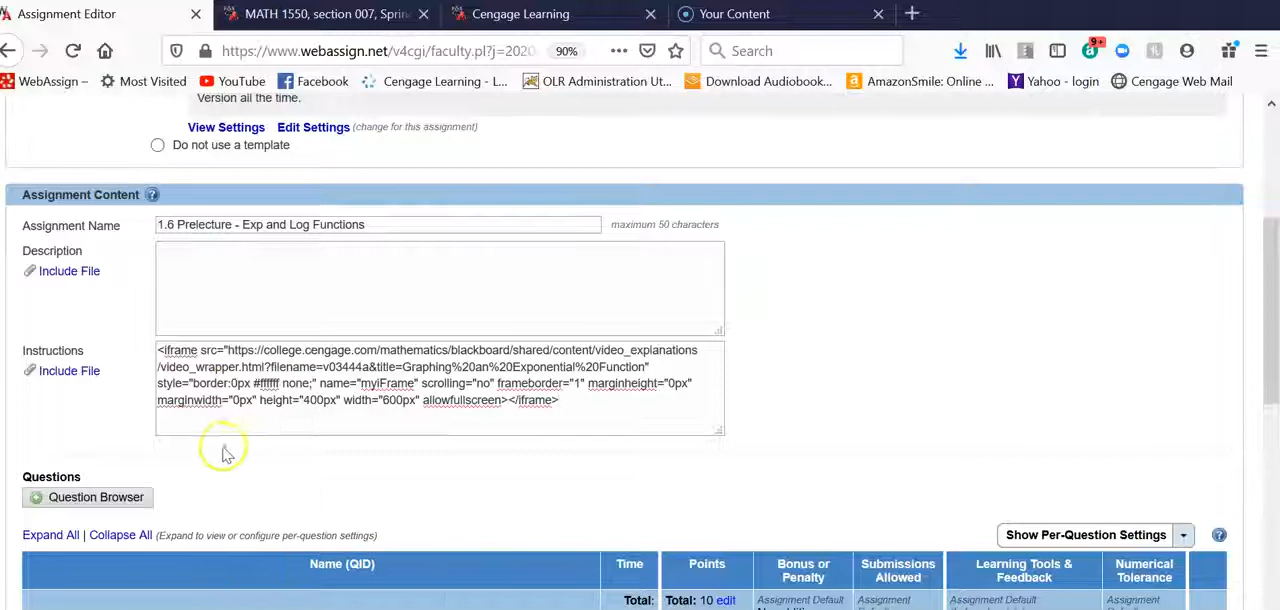 Assignment Editor
MATH 1550, section 007, Sprin
Cengage Learning
Your Content
https://www.webassign.net/v4cgi/faculty.pl?j=2020-
90%
Search
9+
WebAssign –
Most Visited
YouTube
Facebook
Cengage Learning - L...
OLR Administration Ut...
Download Audiobook...
AmazonSmile: Online ...
Yahoo - login
Cengage Web Mail
Version all the time.
View Settings Edit Settings (change for this assignment)
Do not use a template
Assignment Content
Assignment Name
1.6 Prelecture - Exp and Log Functions
maximum 50 characters
Description
Include File
Instructions
Include File
<iframe src="https://college.cengage.com/mathematics/blackboard/shared/content/video_explanations
/video_wrapper.html?filename=v03444a&title=Graphing%20an%20Exponential%20Function"
style="border:0px #ffffff none;" name="myiFrame" scrolling="no" frameborder="1" marginheight="0px"
marginwidth="0px" height="400px" width="600px" allowfullscreen></iframe>
Questions
Question Browser
Expand All | Collapse All (Expand to view or configure per-question settings)
Show Per-Question Settings
Name (QID)
Time
Points
Bonus or
Penalty
Submissions
Allowed
Learning Tools &
Feedback
Numerical
Tolerance
Total:
Total: 10 edit
Assignment Default
Assignment
Assignment Default
Assignment